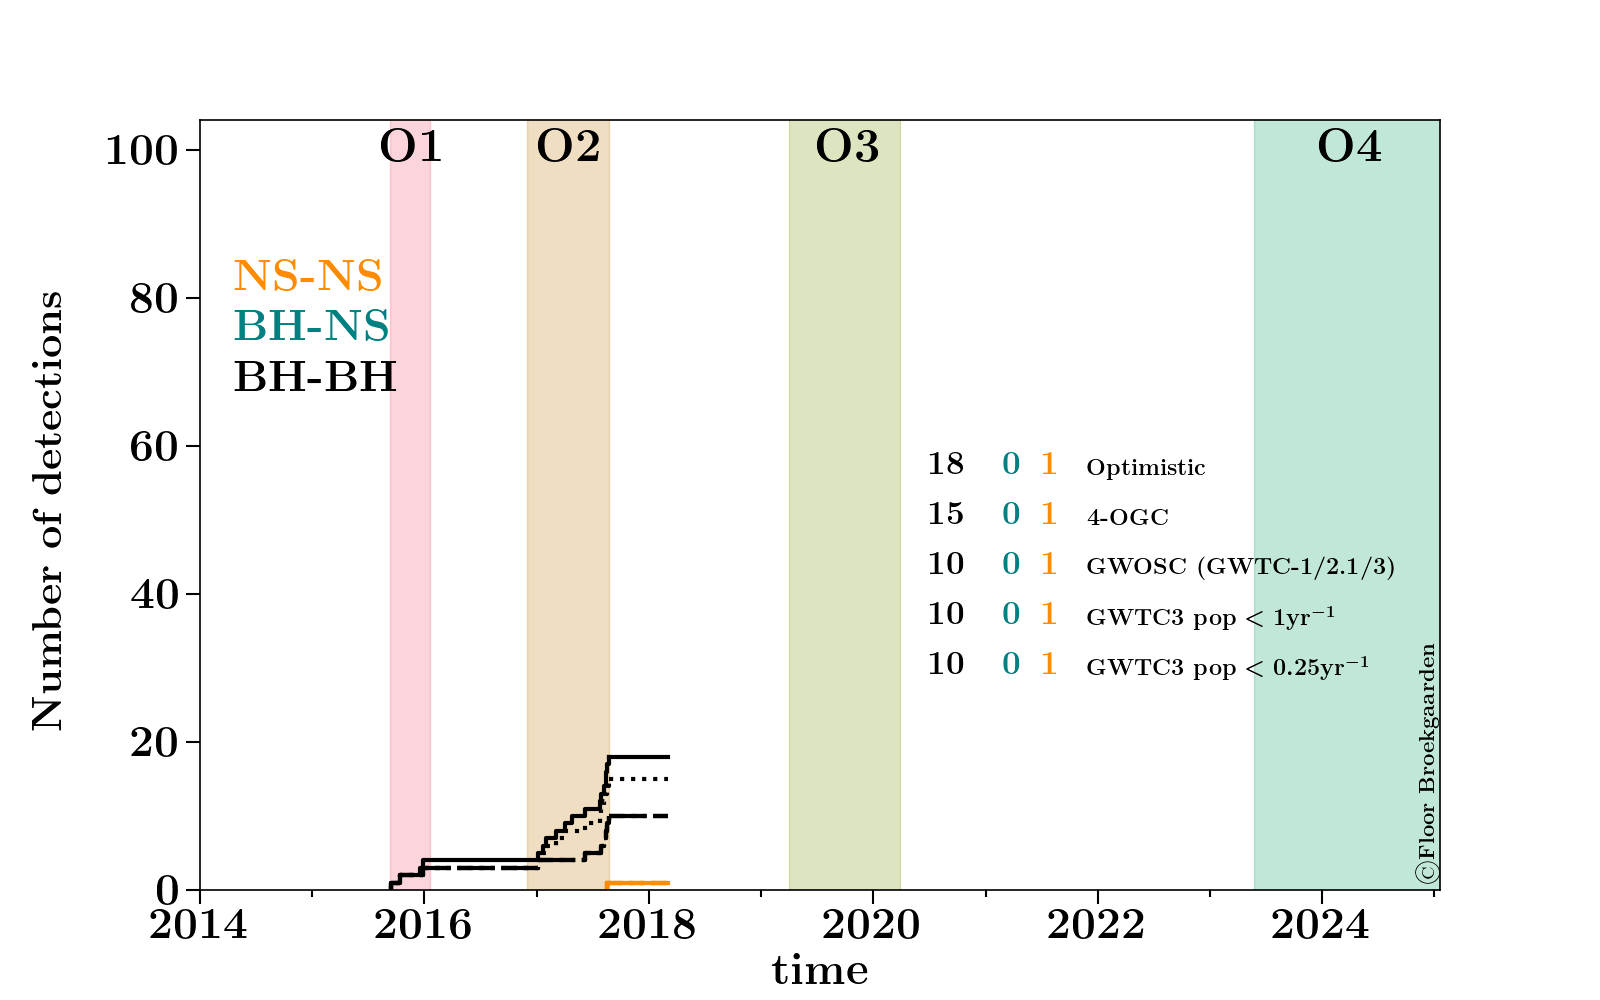 O1 O2 O3 O4
100
80
60
40
20
0
NS-NS
BH-NS
BH-BH
18 0 1 Optimistic
15 0 1 4-OGC
10 0 1 GWOSC (GWTC-1/2.1/3)
10 0 1 GWTC3 pop < 1yr⁻¹
10 0 1 GWTC3 pop < 0.25yr⁻¹
Number of detections
©Floor Broekgaarden
2014 2016 2018 2020 2022 2024
time